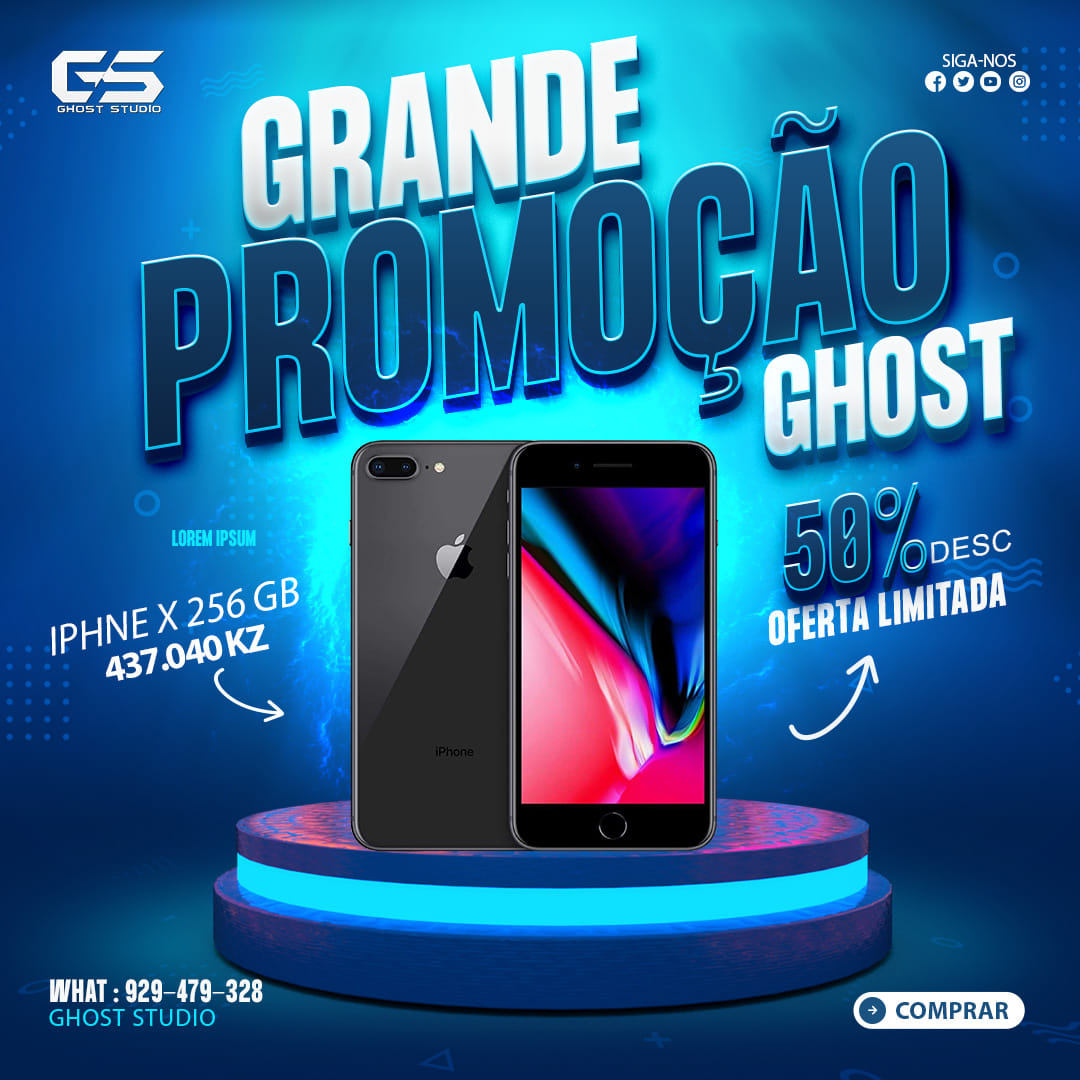 GS
GHOST STUDIO
SIGA-NOS
GRANDE
PROMOÇÃO
GHOST
50% DESC
OFERTA LIMITADA
LOREM IPSUM
IPHNE X 256 GB
437.040 KZ
iPhone
WHAT : 929-479-328
GHOST STUDIO
COMPRAR